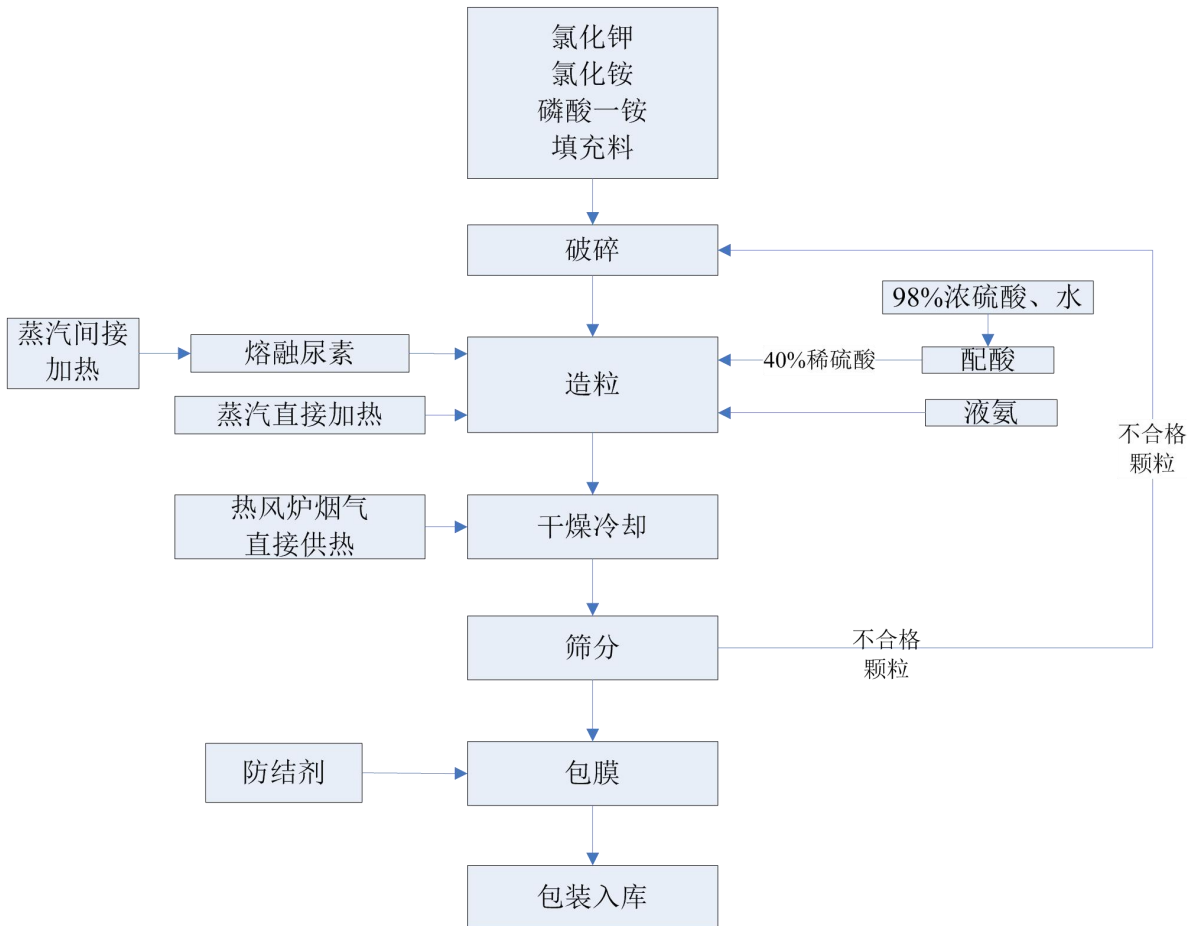 氯化钾
氯化铵
磷酸一铵
填充料
破碎
98%浓硫酸、水
蒸汽间接
加热
熔融尿素
造粒
40%稀硫酸
配酸
蒸汽直接加热
液氨
不合格
颗粒
热风炉烟气
直接供热
干燥冷却
筛分
不合格
颗粒
防结剂
包膜
包装入库